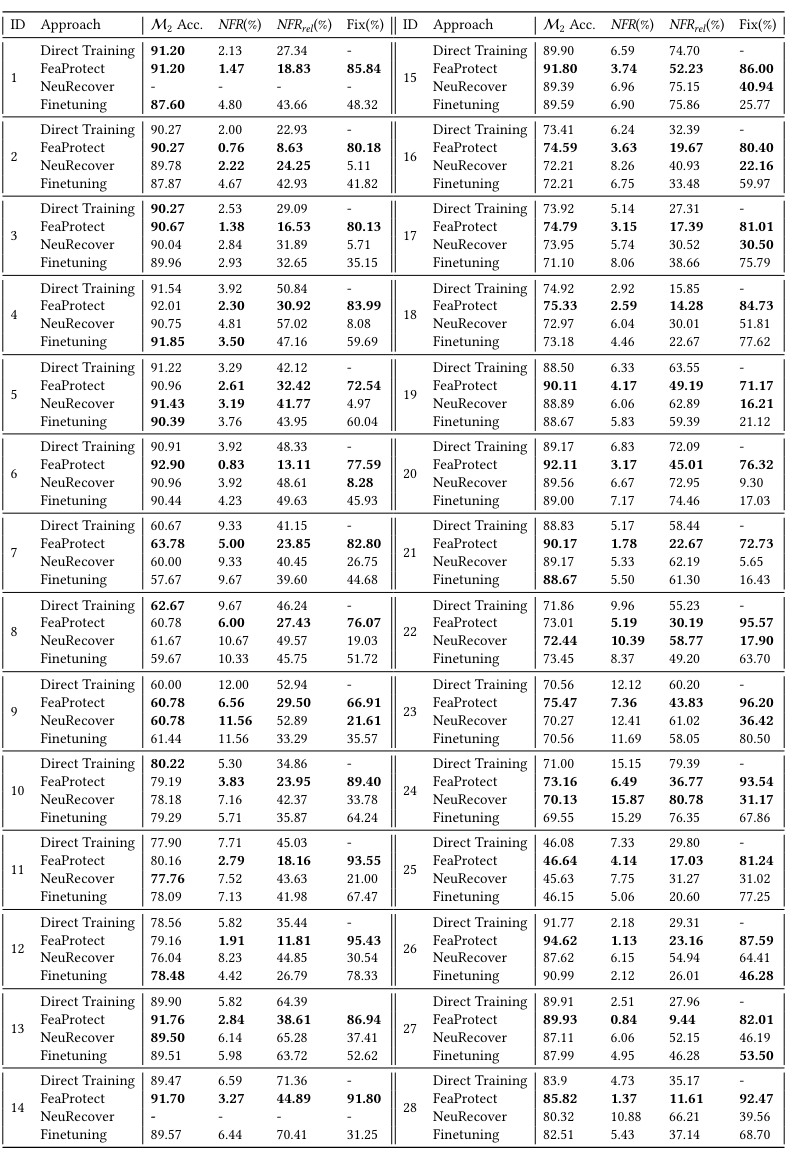 ID Approach M₂ Acc. NFR(%) NFR_rel(%) Fix(%) ID Approach M₂ Acc. NFR(%) NFR_rel(%) Fix(%)
Direct Training 91.20 2.13 27.34 - Direct Training 89.90 6.59 74.70 -
1 FeaProtect 91.20 1.47 18.83 85.84 15 FeaProtect 91.80 3.74 52.23 86.00
NeuRecover - - - - NeuRecover 89.39 6.96 75.15 40.94
Finetuning 87.60 4.80 43.66 48.32 Finetuning 89.59 6.90 75.86 25.77
Direct Training 90.27 2.00 22.93 - Direct Training 73.41 6.24 32.39 -
2 FeaProtect 90.27 0.76 8.63 80.18 16 FeaProtect 74.59 3.63 19.67 80.40
NeuRecover 89.78 2.22 24.25 5.11 NeuRecover 72.21 8.26 40.93 22.16
Finetuning 87.87 4.67 42.93 41.82 Finetuning 72.21 6.75 33.48 59.97
Direct Training 90.27 2.53 29.09 - Direct Training 73.92 5.14 27.31 -
3 FeaProtect 90.67 1.38 16.53 80.13 17 FeaProtect 74.79 3.15 17.39 81.01
NeuRecover 90.04 2.84 31.89 5.71 NeuRecover 73.95 5.74 30.52 30.50
Finetuning 89.96 2.93 32.65 35.15 Finetuning 71.10 8.06 38.66 75.79
Direct Training 91.54 3.92 50.84 - Direct Training 74.92 2.92 15.85 -
4 FeaProtect 92.01 2.30 30.92 83.99 18 FeaProtect 75.33 2.59 14.28 84.73
NeuRecover 90.75 4.81 57.02 8.08 NeuRecover 72.97 6.04 30.01 51.81
Finetuning 91.85 3.50 47.16 59.69 Finetuning 73.18 4.46 22.67 77.62
Direct Training 91.22 3.29 42.12 - Direct Training 88.50 6.33 63.55 -
5 FeaProtect 90.96 2.61 32.42 72.54 19 FeaProtect 90.11 4.17 49.19 71.17
NeuRecover 91.43 3.19 41.77 4.97 NeuRecover 88.89 6.06 62.89 16.21
Finetuning 90.39 3.76 43.95 60.04 Finetuning 88.67 5.83 59.39 21.12
Direct Training 90.91 3.92 48.33 - Direct Training 89.17 6.83 72.09 -
6 FeaProtect 92.90 0.83 13.11 77.59 20 FeaProtect 92.11 3.17 45.01 76.32
NeuRecover 90.96 3.92 48.61 8.28 NeuRecover 89.56 6.67 72.95 9.30
Finetuning 90.44 4.23 49.63 45.93 Finetuning 89.00 7.17 74.46 17.03
Direct Training 60.67 9.33 41.15 - Direct Training 88.83 5.17 58.44 -
7 FeaProtect 63.78 5.00 23.85 82.80 21 FeaProtect 90.17 1.78 22.67 72.73
NeuRecover 60.00 9.33 40.45 26.75 NeuRecover 89.17 5.33 62.19 5.65
Finetuning 57.67 9.67 39.60 44.68 Finetuning 88.67 5.50 61.30 16.43
Direct Training 62.67 9.67 46.24 - Direct Training 71.86 9.96 55.23 -
8 FeaProtect 60.78 6.00 27.43 76.07 22 FeaProtect 73.01 5.19 30.19 95.57
NeuRecover 61.67 10.67 49.57 19.03 NeuRecover 72.44 10.39 58.77 17.90
Finetuning 59.67 10.33 45.75 51.72 Finetuning 73.45 8.37 49.20 63.70
Direct Training 60.00 12.00 52.94 - Direct Training 70.56 12.12 60.20 -
9 FeaProtect 60.78 6.56 29.50 66.91 23 FeaProtect 75.47 7.36 43.83 96.20
NeuRecover 60.78 11.56 52.89 21.61 NeuRecover 70.27 12.41 61.02 36.42
Finetuning 61.44 11.56 33.29 35.57 Finetuning 70.56 11.69 58.05 80.50
Direct Training 80.22 5.30 34.86 - Direct Training 71.00 15.15 79.39 -
10 FeaProtect 79.19 3.83 23.95 89.40 24 FeaProtect 73.16 6.49 36.77 93.54
NeuRecover 78.18 7.16 42.37 33.78 NeuRecover 70.13 15.87 80.78 31.17
Finetuning 79.29 5.71 35.87 64.24 Finetuning 69.55 15.29 76.35 67.86
Direct Training 77.90 7.71 45.03 - Direct Training 46.08 7.33 29.80 -
11 FeaProtect 80.16 2.79 18.16 93.55 25 FeaProtect 46.64 4.14 17.03 81.24
NeuRecover 77.76 7.52 43.63 21.00 NeuRecover 45.63 7.75 31.27 31.02
Finetuning 78.09 7.13 41.98 67.47 Finetuning 46.15 5.06 20.60 77.25
Direct Training 78.56 5.82 35.44 - Direct Training 91.77 2.18 29.31 -
12 FeaProtect 79.16 1.91 11.81 95.43 26 FeaProtect 94.62 1.13 23.16 87.59
NeuRecover 76.04 8.23 44.85 30.54 NeuRecover 87.62 6.15 54.94 64.41
Finetuning 78.48 4.42 26.79 78.33 Finetuning 90.99 2.12 26.01 46.28
Direct Training 89.90 5.82 64.39 Direct Training 89.91 2.51 27.96 -
13 FeaProtect 91.76 2.84 38.61 86.94 27 FeaProtect 89.93 0.84 9.44 82.01
NeuRecover 89.50 6.14 65.28 37.41 NeuRecover 87.11 6.06 52.15 46.19
Finetuning 89.51 5.98 63.72 52.62 Finetuning 87.99 4.95 46.28 53.50
Direct Training 89.47 6.59 71.36 - Direct Training 83.9 4.73 35.17 -
14 FeaProtect 91.70 3.27 44.89 91.80 28 FeaProtect 85.82 1.37 11.61 92.47
NeuRecover - - - - NeuRecover 80.32 10.88 66.21 39.56
Finetuning 89.57 6.44 70.41 31.25 Finetuning 82.51 5.43 37.14 68.70